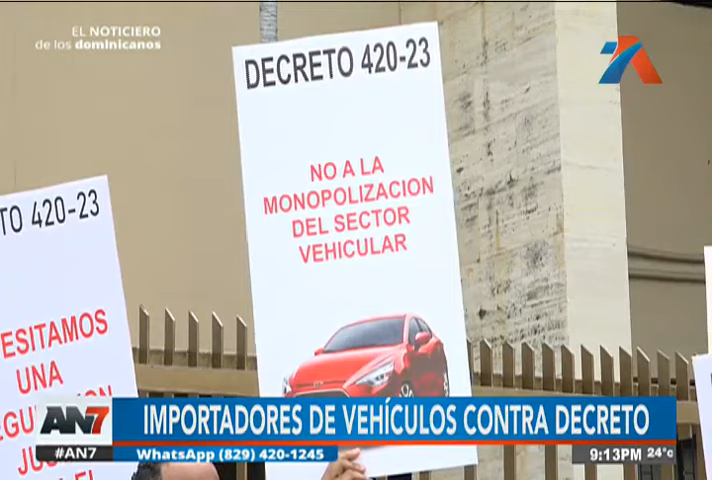 EL NOTICIERO
de los dominicanos
DECRETO 420-23
NO A LA
MONOPOLIZACION
DEL SECTOR
VEHICULAR
TO 420-23
ESITAMOS
UNA
AN7
#AN7
IMPORTADORES DE VEHÍCULOS CONTRA DECRETO
WhatsApp (829) 420-1245
9:13PM 24°c